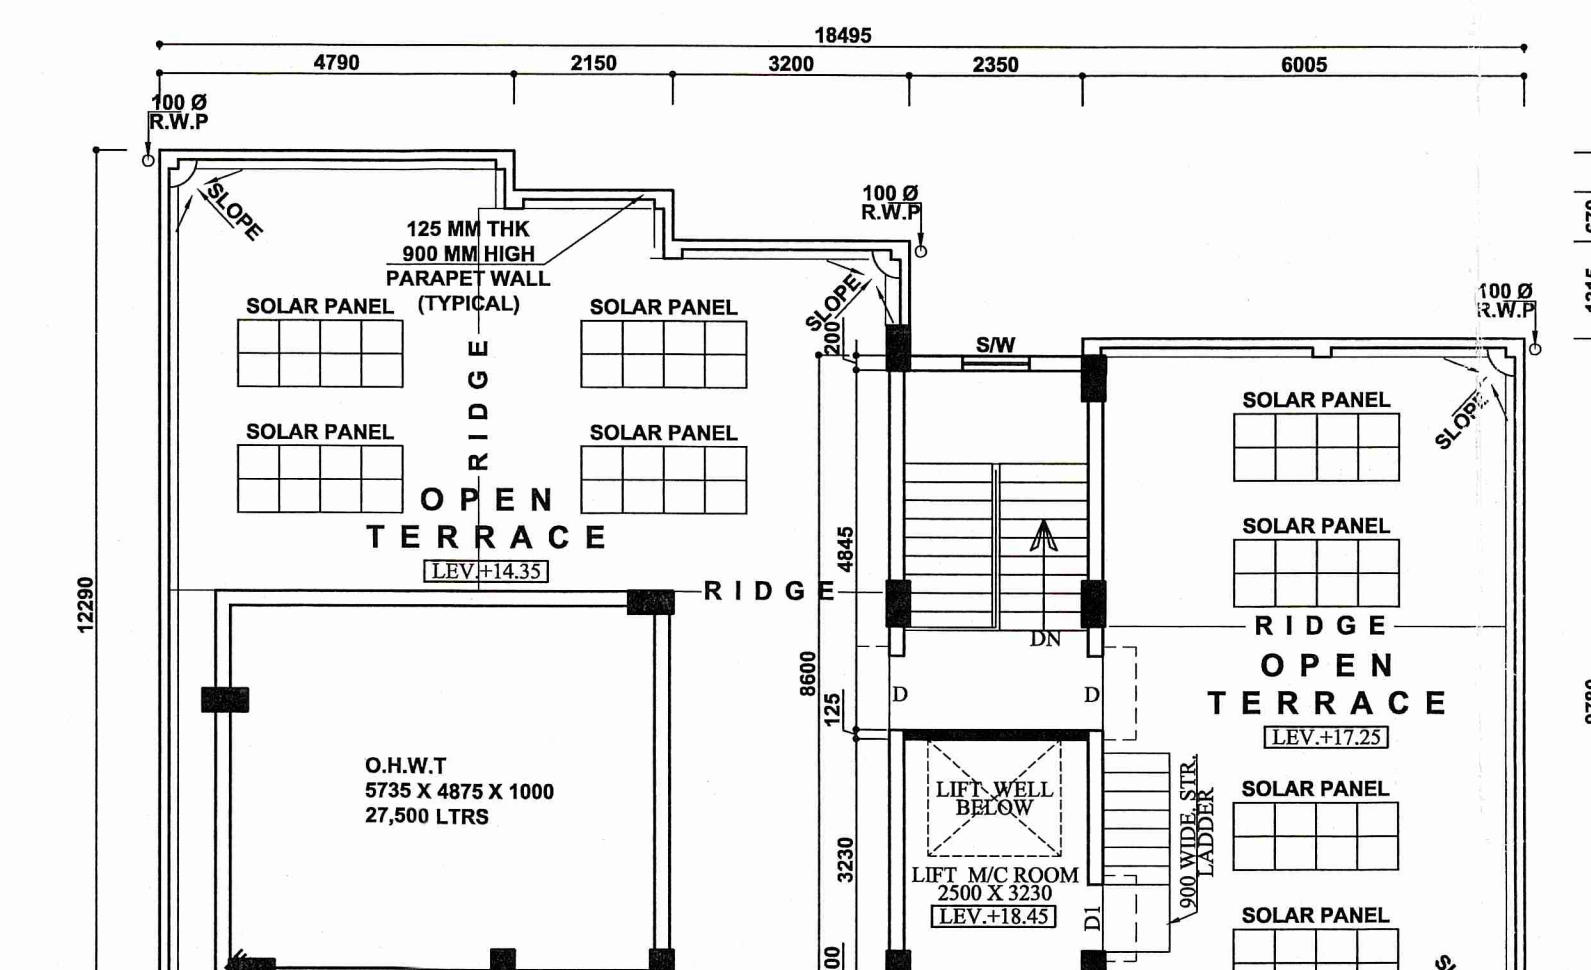 18495
4790
2150
3200
2350
6005
100 Ø
R.W.P
SLOPE
125 MM THK
900 MM HIGH
PARAPET WALL
(TYPICAL)
100 Ø
R.W.P
SLOPE
200
100 Ø
R.W.P
SLOPE
S/W
SOLAR PANEL
SOLAR PANEL
SOLAR PANEL
SOLAR PANEL
SOLAR PANEL
SOLAR PANEL
RIDGE
OPEN
TERRACE
LEV.+14.35
RIDGE
12290
4845
8600
125
3230
DN
D
D
RIDGE
OPEN
TERRACE
LEV.+17.25
O.H.W.T
5735 X 4875 X 1000
27,500 LTRS
LIFT WELL
BELOW
LIFT M/C ROOM
2500 X 3230
LEV.+18.45
900 WIDE, STR.
LADDER
D1
SOLAR PANEL
SOLAR PANEL